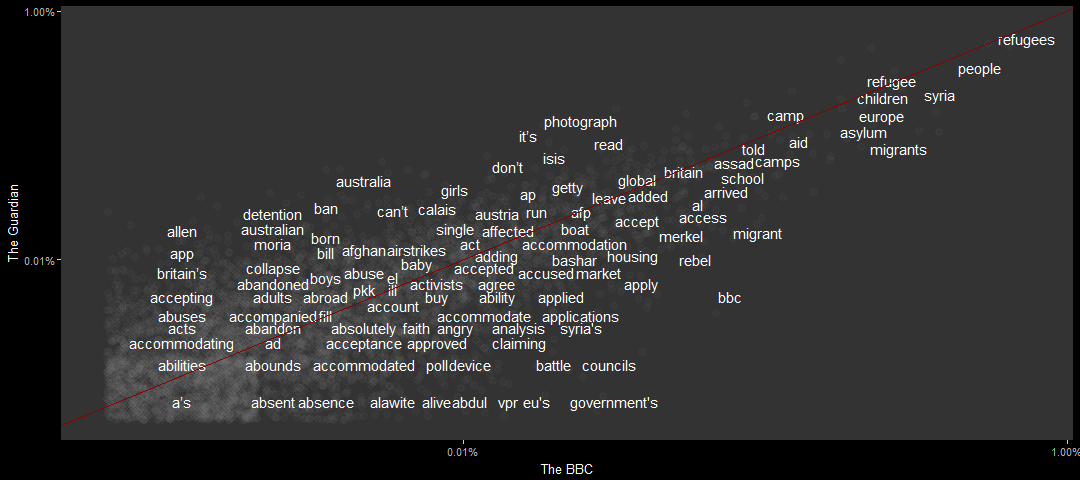 1.00%
refugees
people
refugee
children syria
camp europe
photograph
asylum
it's read told aid migrants
isis assad camps
don't britain school
australia girls ap getty global leave added arrived
ban can't calais austria run afp al
detention accept access
allen australian single affected boat merkel migrant
moria born act accommodation
app bill afghan airstrikes adding bashar housing rebel
0.01%
britain's collapse boys abuse el baby accepted accused market
abandoned activists agree apply
accepting adults abroad pkk ill buy ability applied bbc
account
abuses accompanied fill accommodate applications
acts abandon absolutely faith angry analysis syria's
accommodating ad acceptance approved claiming
abilities abounds accommodated poll device battle councils
a's absent absence alawite alive abdul vpr eu's government's
The Guardian
0.01% 1.00%
The BBC